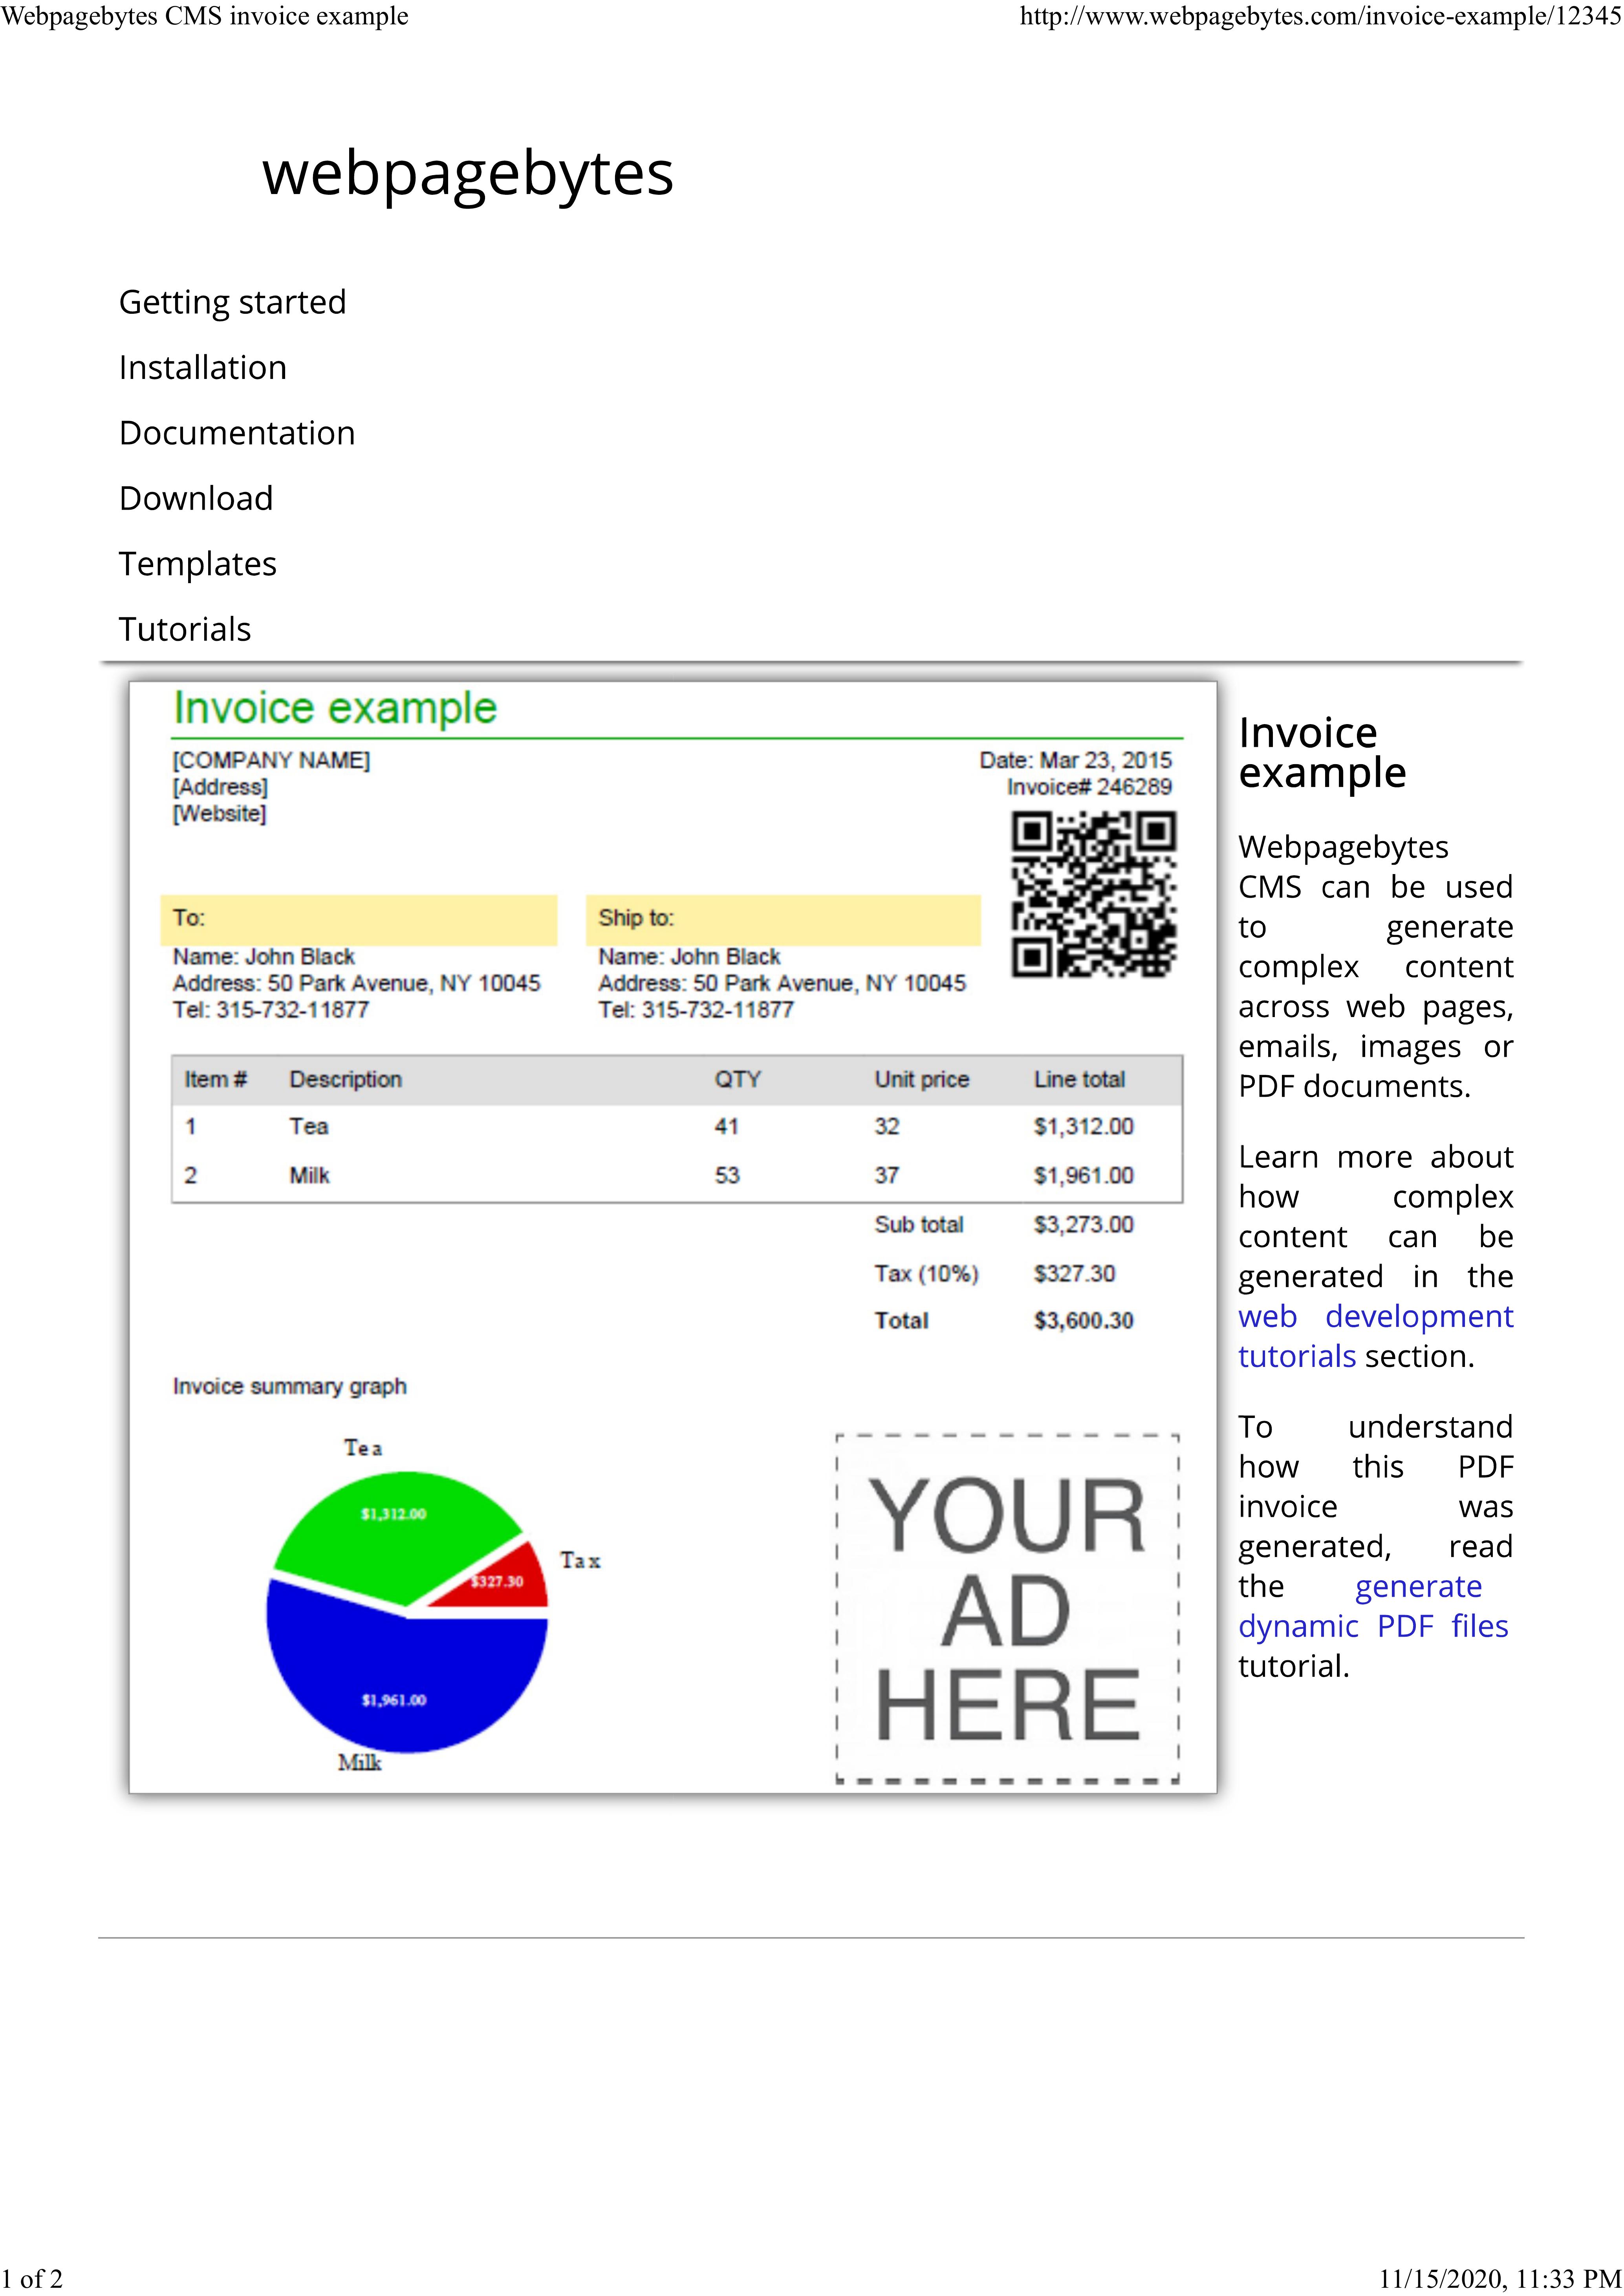 Webpagebytes CMS invoice example http://www.webpagebytes.com/invoice-example/12345
webpagebytes
Getting started
Installation
Documentation
Download
Templates
Tutorials
Invoice example
[COMPANY NAME] Date: Mar 23, 2015
[Address] Invoice# 246289
[Website]
To: Ship to:
Name: John Black Name: John Black
Address: 50 Park Avenue, NY 10045 Address: 50 Park Avenue, NY 10045
Tel: 315-732-11877 Tel: 315-732-11877
Item # Description QTY Unit price Line total
1 Tea 41 32 $1,312.00
2 Milk 53 37 $1,961.00
Sub total $3,273.00
Tax (10%) $327.30
Total $3,600.30
Invoice summary graph
Tea
$1,312.00
Tax
$327.30
$1,961.00
Milk
YOUR
AD
HERE
Invoice
example
Webpagebytes
CMS can be used
to generate
complex content
across web pages,
emails, images or
PDF documents.
Learn more about
how complex
content can be
generated in the
web development
tutorials section.
To understand
how this PDF
invoice was
generated, read
the generate
dynamic PDF files
tutorial.
1 of 2 11/15/2020, 11:33 PM